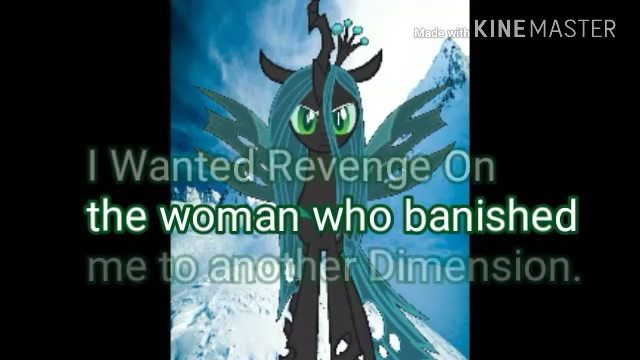 Made with KINEMASTER
I Wanted Revenge On
the woman who banished
me to another Dimension.